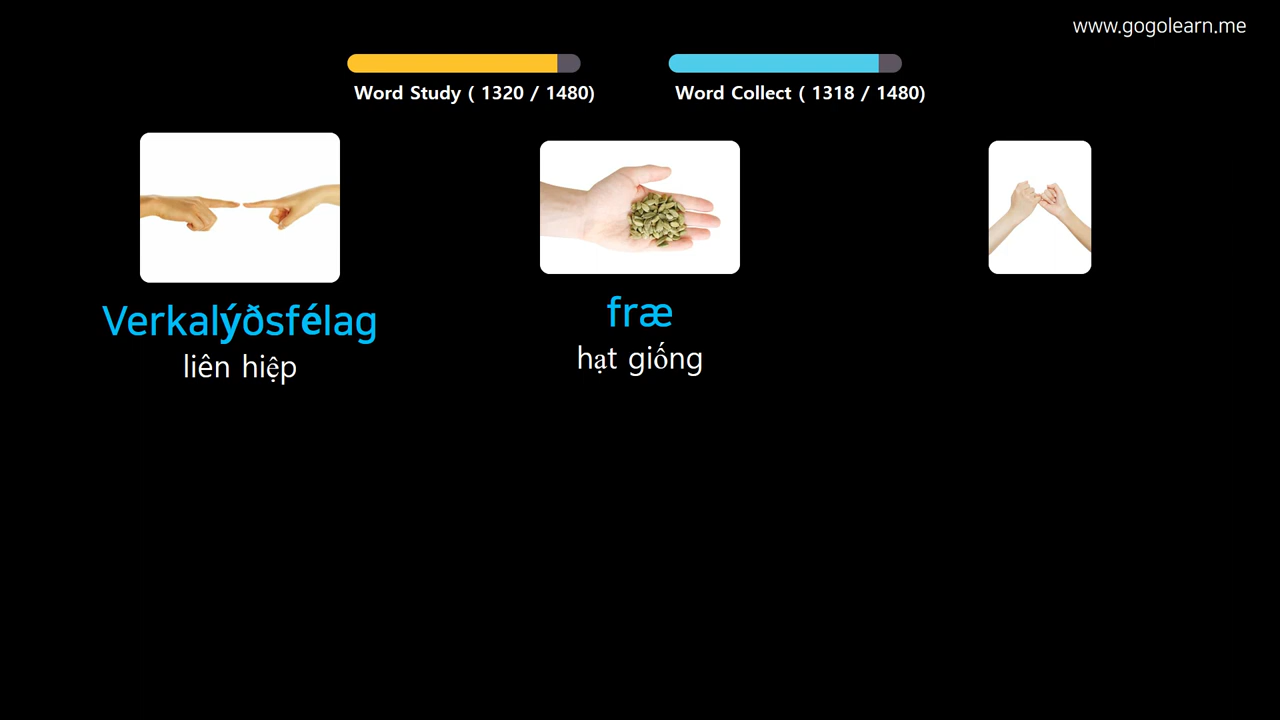 www.gogolearn.me
Word Study ( 1320 / 1480)
Word Collect ( 1318 / 1480)
Verkalýðsfélag
liên hiệp
fræ
hạt giống